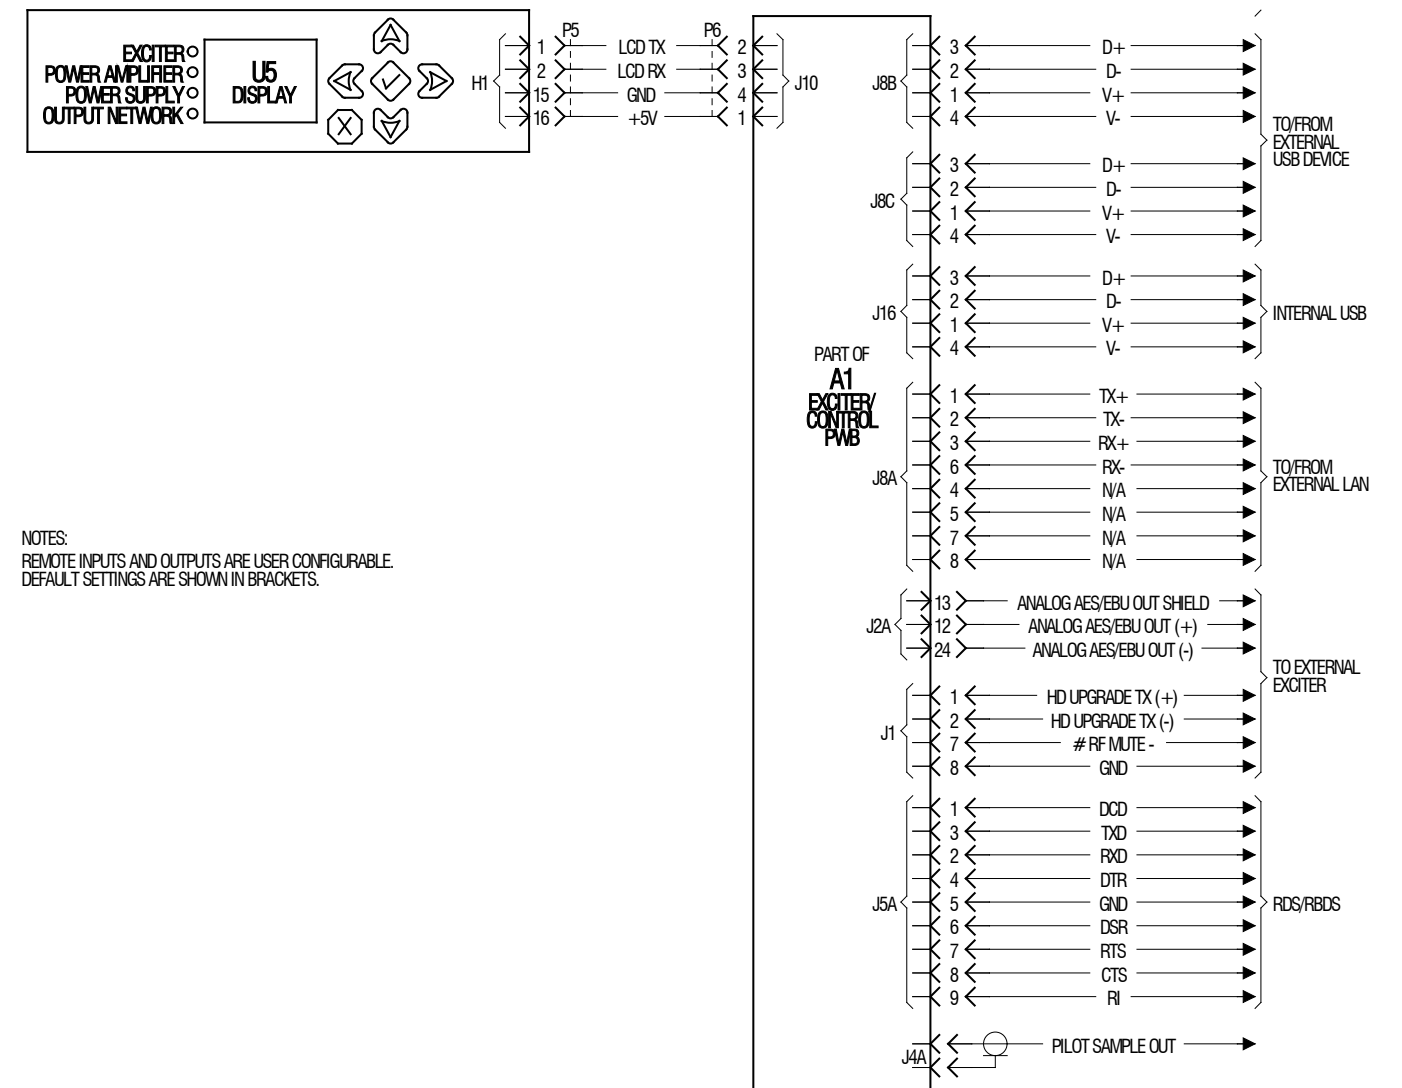 EXCITER
POWER AMPLIFIER
POWER SUPPLY
OUTPUT NETWORK
U5
DISPLAY
X
H1
P5
P6
1 LCD TX 2
2 LCD RX 3
15 GND 4
16 +5V 1
J10
PART OF
A1
EXCITER/
CONTROL
PWB
J8B
3 D+
2 D-
1 V+
4 V-
J8C
3 D+
2 D-
1 V+
4 V-
TO/FROM
EXTERNAL
USB DEVICE
J16
3 D+
2 D-
1 V+
4 V-
INTERNAL USB
J8A
1 TX+
2 TX-
3 RX+
6 RX-
4 N/A
5 N/A
7 N/A
8 N/A
TO/FROM
EXTERNAL LAN
J2A
13 ANALOG AES/EBU OUT SHIELD
12 ANALOG AES/EBU OUT (+)
24 ANALOG AES/EBU OUT (-)
J1
1 HD UPGRADE TX (+)
2 HD UPGRADE TX (-)
7 # RF MUTE -
8 GND
TO EXTERNAL
EXCITER
J5A
1 DCD
3 TXD
2 RXD
4 DTR
5 GND
6 DSR
7 RTS
8 CTS
9 RI
RDS/RBDS
J4A
PILOT SAMPLE OUT
NOTES:
REMOTE INPUTS AND OUTPUTS ARE USER CONFIGURABLE.
DEFAULT SETTINGS ARE SHOWN IN BRACKETS.